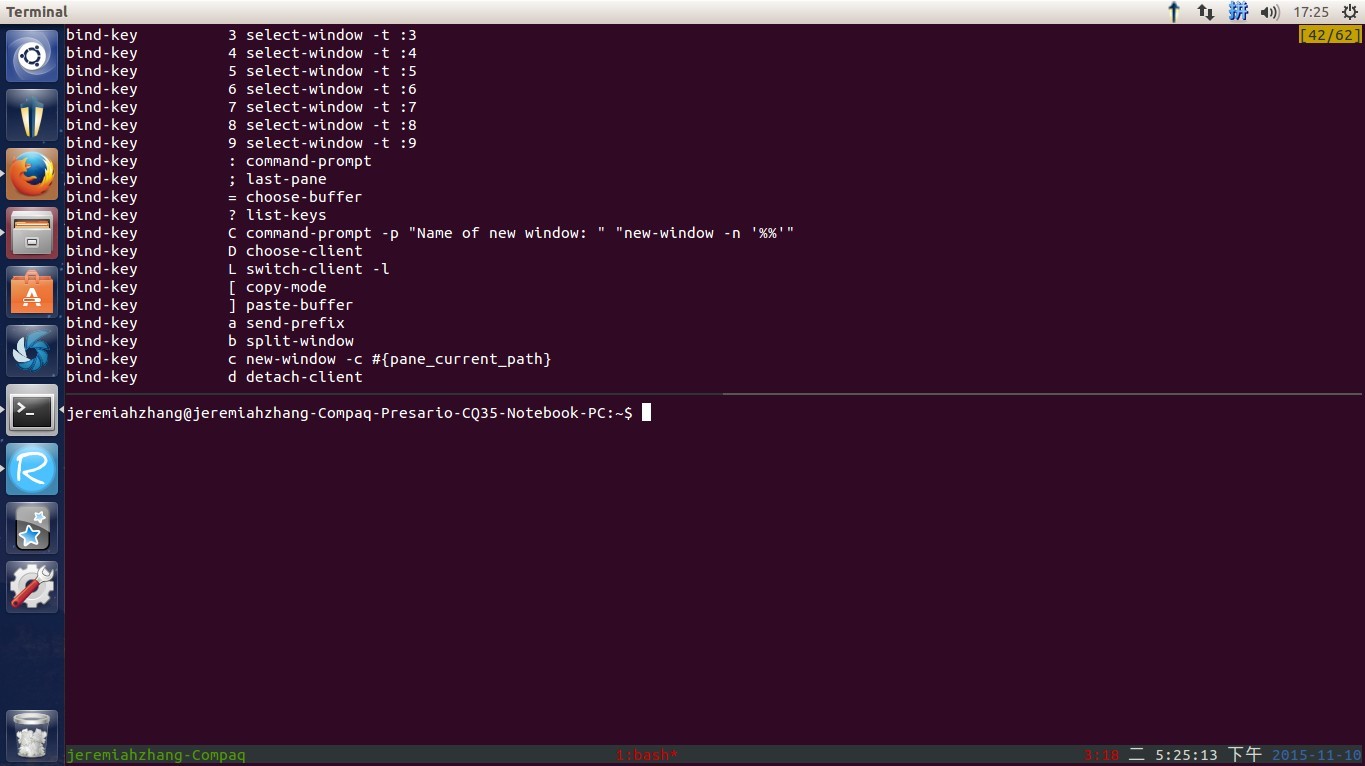 Terminal
拼
17:25
[42/62]
bind-key 3 select-window -t :3
bind-key 4 select-window -t :4
bind-key 5 select-window -t :5
bind-key 6 select-window -t :6
bind-key 7 select-window -t :7
bind-key 8 select-window -t :8
bind-key 9 select-window -t :9
bind-key : command-prompt
bind-key ; last-pane
bind-key = choose-buffer
bind-key ? list-keys
bind-key C command-prompt -p "Name of new window: " "new-window -n '%%'"
bind-key D choose-client
bind-key L switch-client -l
bind-key [ copy-mode
bind-key ] paste-buffer
bind-key a send-prefix
bind-key b split-window
bind-key c new-window -c #{pane_current_path}
bind-key d detach-client
jeremiahzhang@jeremiahzhang-Compaq-Presario-CQ35-Notebook-PC:~$
jeremiahzhang-Compaq 1:bash* 3:18 二 5:25:13 下午 2015-11-10